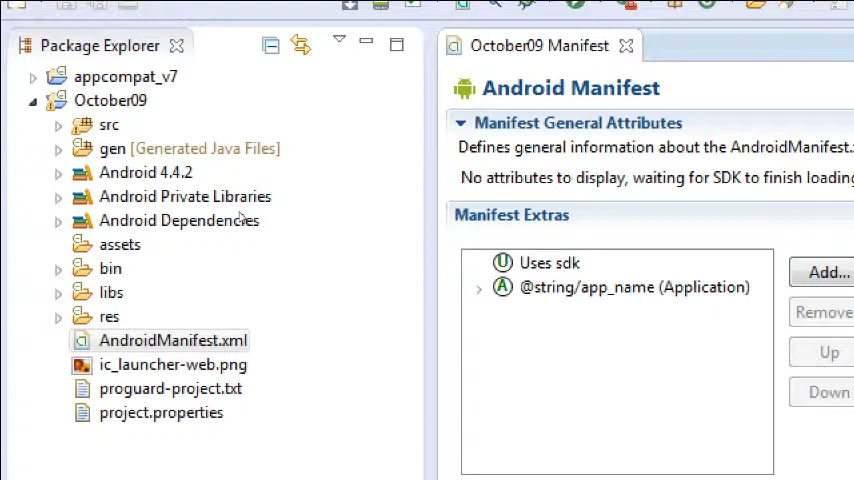 Package Explorer
appcompat_v7
October09
src
gen [Generated Java Files]
Android 4.4.2
Android Private Libraries
Android Dependencies
assets
bin
libs
res
AndroidManifest.xml
ic_launcher-web.png
proguard-project.txt
project.properties
October09 Manifest
Android Manifest
Manifest General Attributes
Defines general information about the AndroidManifest.
No attributes to display, waiting for SDK to finish loading
Manifest Extras
U Uses sdk
A @string/app_name (Application)
Add...
Remove
Up
Down